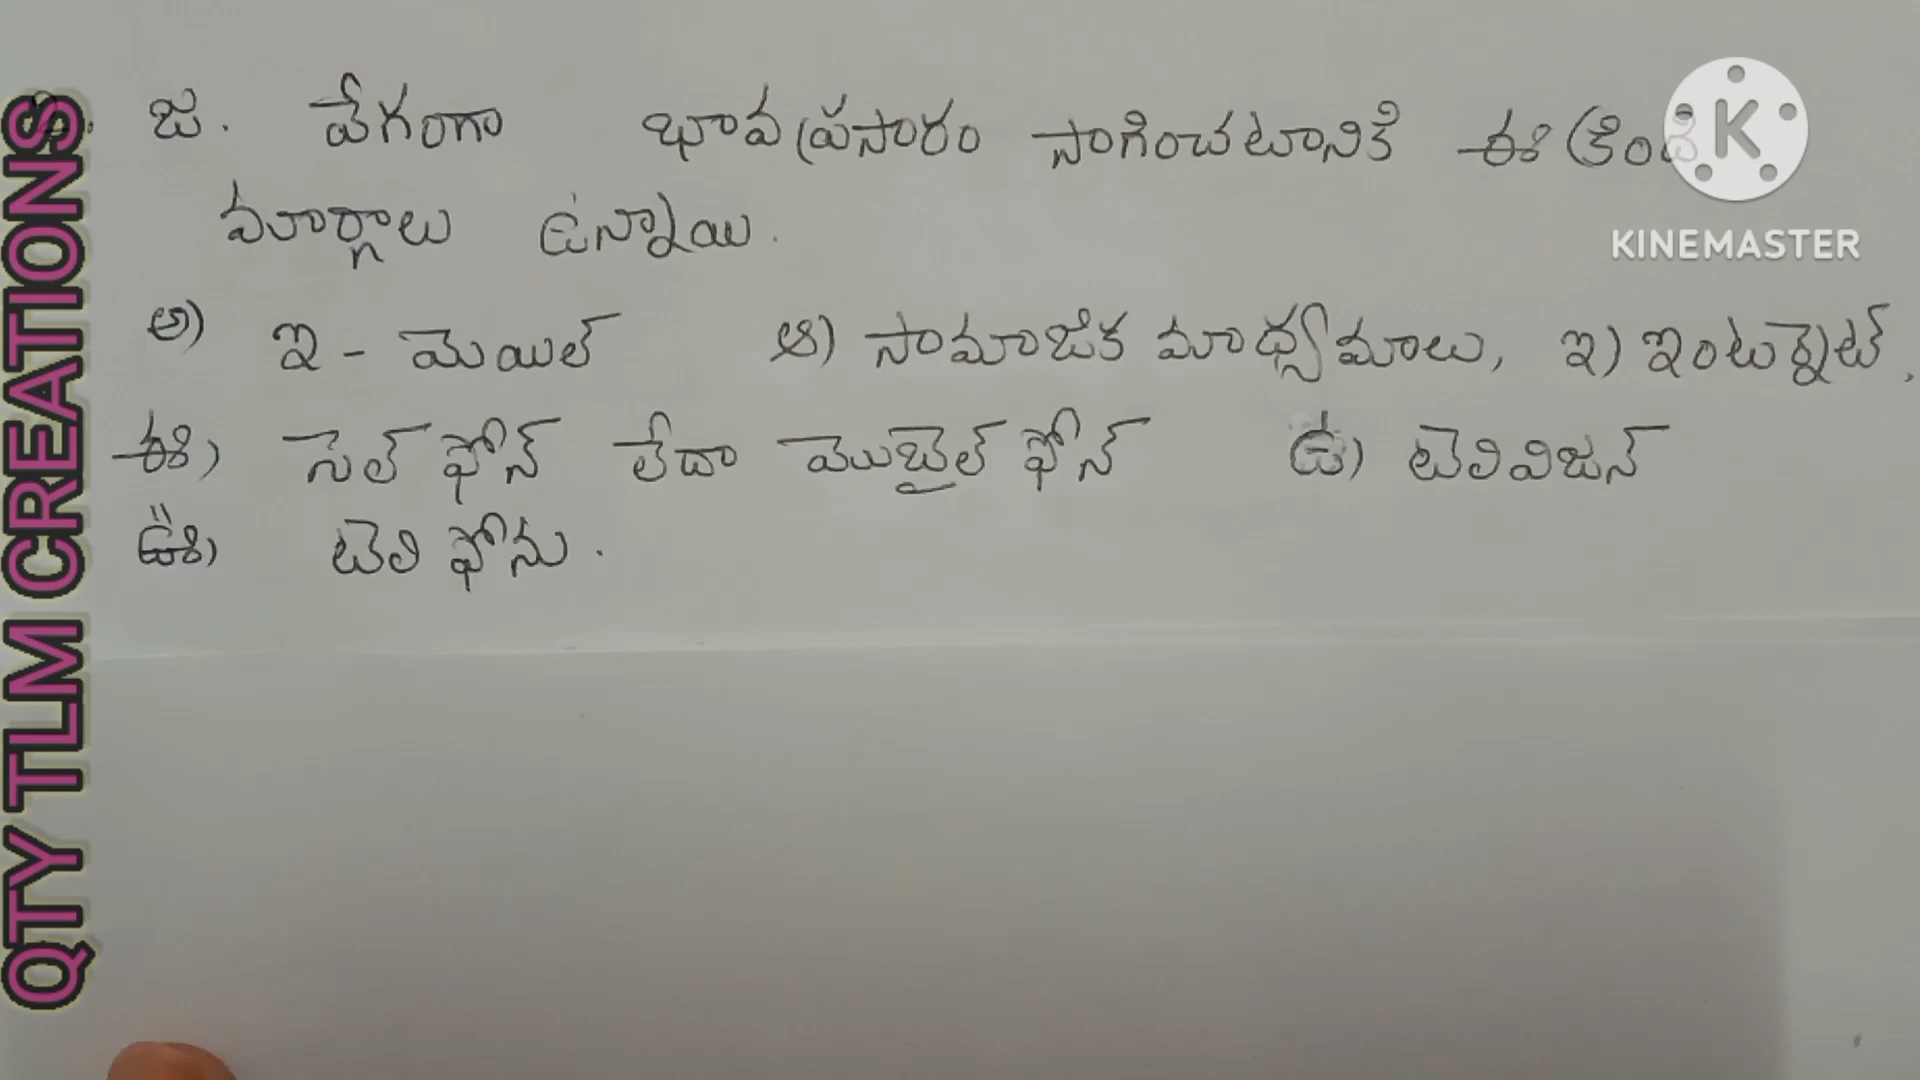 QTY TLM CREATIONS
జ. వేగంగా భావప్రసారం సాగించటానికి ఈ క్రింది
మార్గాలు ఉన్నాయి.
KINEMASTER
అ) ఇ - మెయిల్ ఆ) సామాజిక మాధ్యమాలు, ఇ) ఇంటర్నెట్,
ఈ) సెల్ ఫోన్ లేదా మొబైల్ ఫోన్ ఉ) టెలివిజన్
ఊ) టెలి ఫోను.